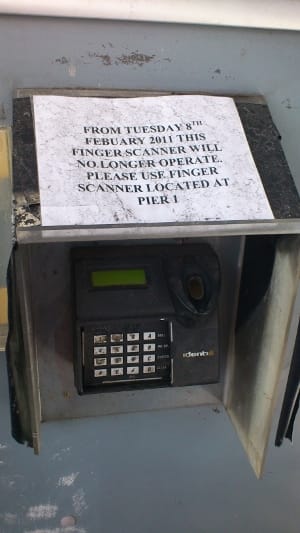 FROM TUESDAY 8TH
FEBUARY 2011 THIS
FINGER SCANNER WILL
NO LONGER OPERATE.
PLEASE USE FINGER
SCANNER LOCATED AT
PIER 1